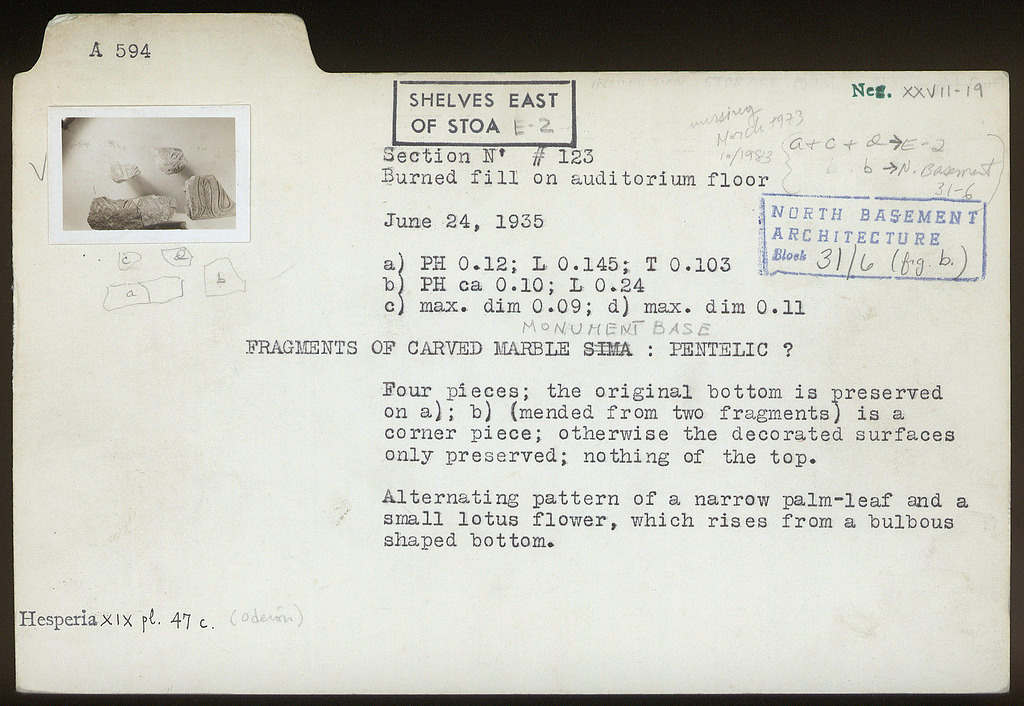 A 594
Neg. XXVII-19
SHELVES EAST
OF STOA E-2
missing
March 1973
10/1983
a + c + d → E-2
b → N. Basement
31-6
Section N' # 123
Burned fill on auditorium floor
NORTH BASEMENT
ARCHITECTURE
Block 31/6 (frg. b.)
June 24, 1935
a) PH 0.12; L 0.145; T 0.103
b) PH ca 0.10; L 0.24
c) max. dim 0.09; d) max. dim 0.11
c d
a b
MONUMENT BASE
FRAGMENTS OF CARVED MARBLE SIMA : PENTELIC ?
Four pieces; the original bottom is preserved
on a); b) (mended from two fragments) is a
corner piece; otherwise the decorated surfaces
only preserved; nothing of the top.
Alternating pattern of a narrow palm-leaf and a
small lotus flower, which rises from a bulbous
shaped bottom.
Hesperia XIX pl. 47 c. (Odeion)